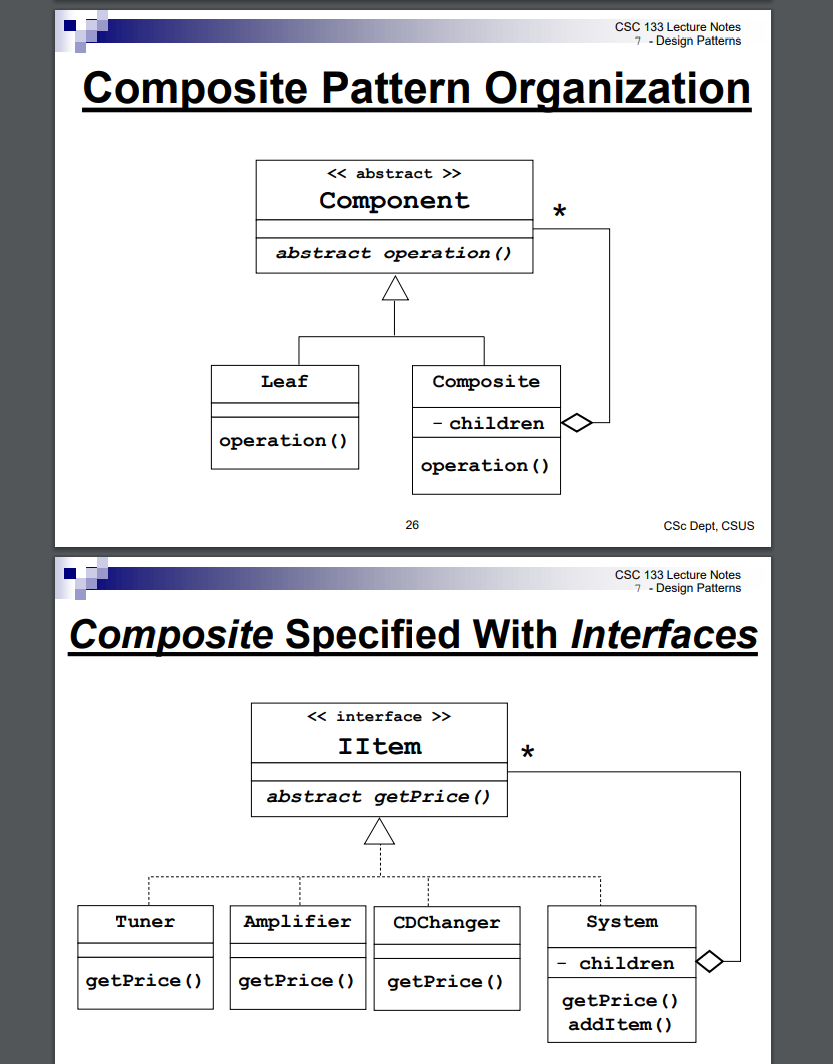 CSC 133 Lecture Notes
7 - Design Patterns
Composite Pattern Organization
<< abstract >>
Component
*
abstract operation()
Leaf
Composite
- children
operation()
operation()
26
CSc Dept, CSUS
CSC 133 Lecture Notes
7 - Design Patterns
Composite Specified With Interfaces
<< interface >>
IItem
*
abstract getPrice()
Tuner
Amplifier
CDChanger
System
- children
getPrice()
getPrice()
getPrice()
getPrice()
addItem()